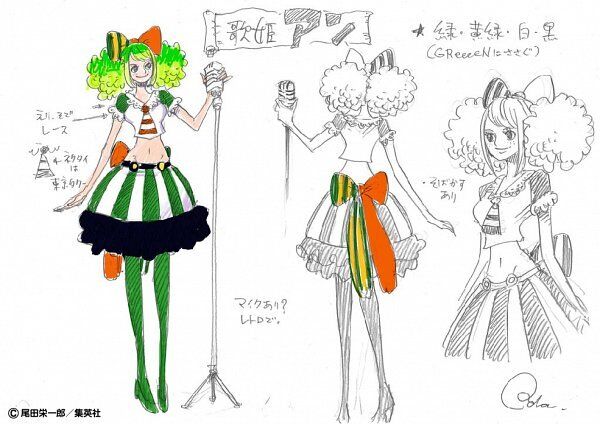 歌姫 アン
★ 緑・黄緑・白・黒
(GReeeeNにささぐ)
えり、そで
レース
ネクタイ
は
東京タワー
・そばかす
あり
マイクあり?
レトロで。
Oda.
©尾田栄一郎/集英社